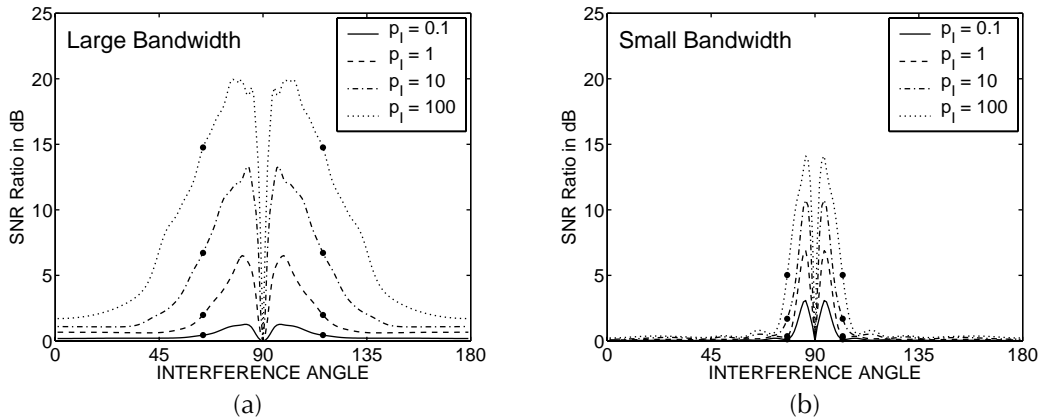 25
20
15
10
5
0
SNR Ratio in dB
Large Bandwidth
p_I = 0.1
p_I = 1
p_I = 10
p_I = 100
0 45 90 135 180
INTERFERENCE ANGLE
(a)
25
20
15
10
5
0
SNR Ratio in dB
Small Bandwidth
p_I = 0.1
p_I = 1
p_I = 10
p_I = 100
0 45 90 135 180
INTERFERENCE ANGLE
(b)